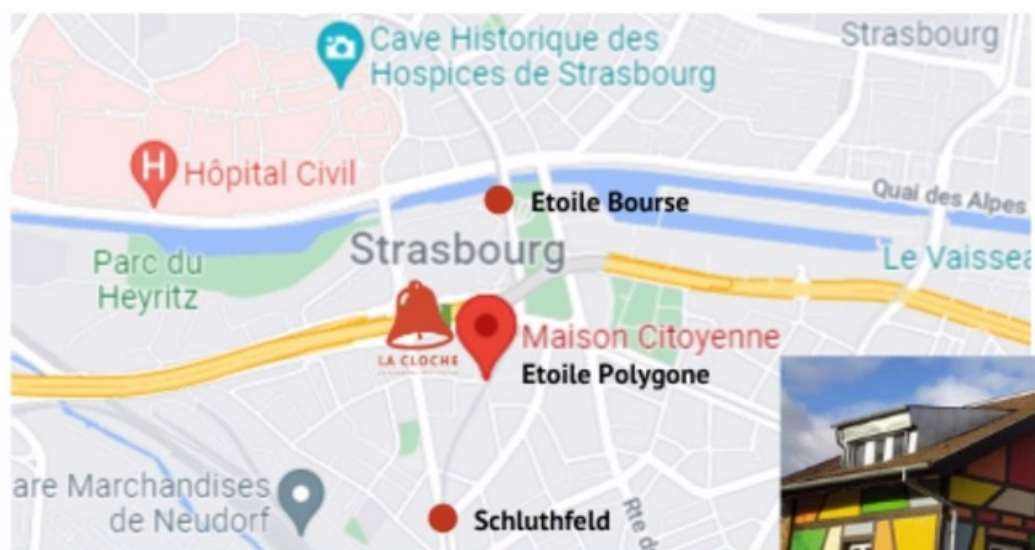 Cave Historique des
Hospices de Strasbourg
Strasbourg
H
Hôpital Civil
Etoile Bourse
Quai des Alpes
Strasbourg
Parc du
Heyritz
Le Vaissea
LA CLOCHE
Maison Citoyenne
Etoile Polygone
are Marchandises
de Neudorf
Schluthfeld
Rte d